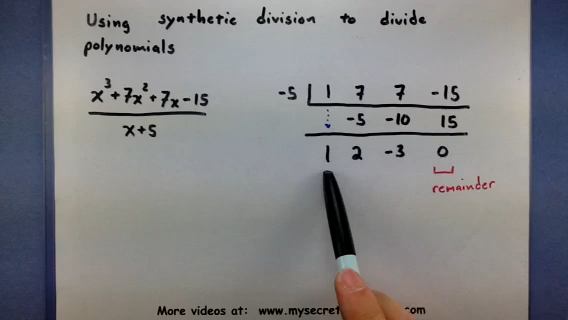 Using synthetic division to divide
polynomials
x³+7x²+7x-15
x+5
-5 | 1 7 7 -15
-5 -10 15
1 2 -3 0
remainder
More videos at: www.mysecret om